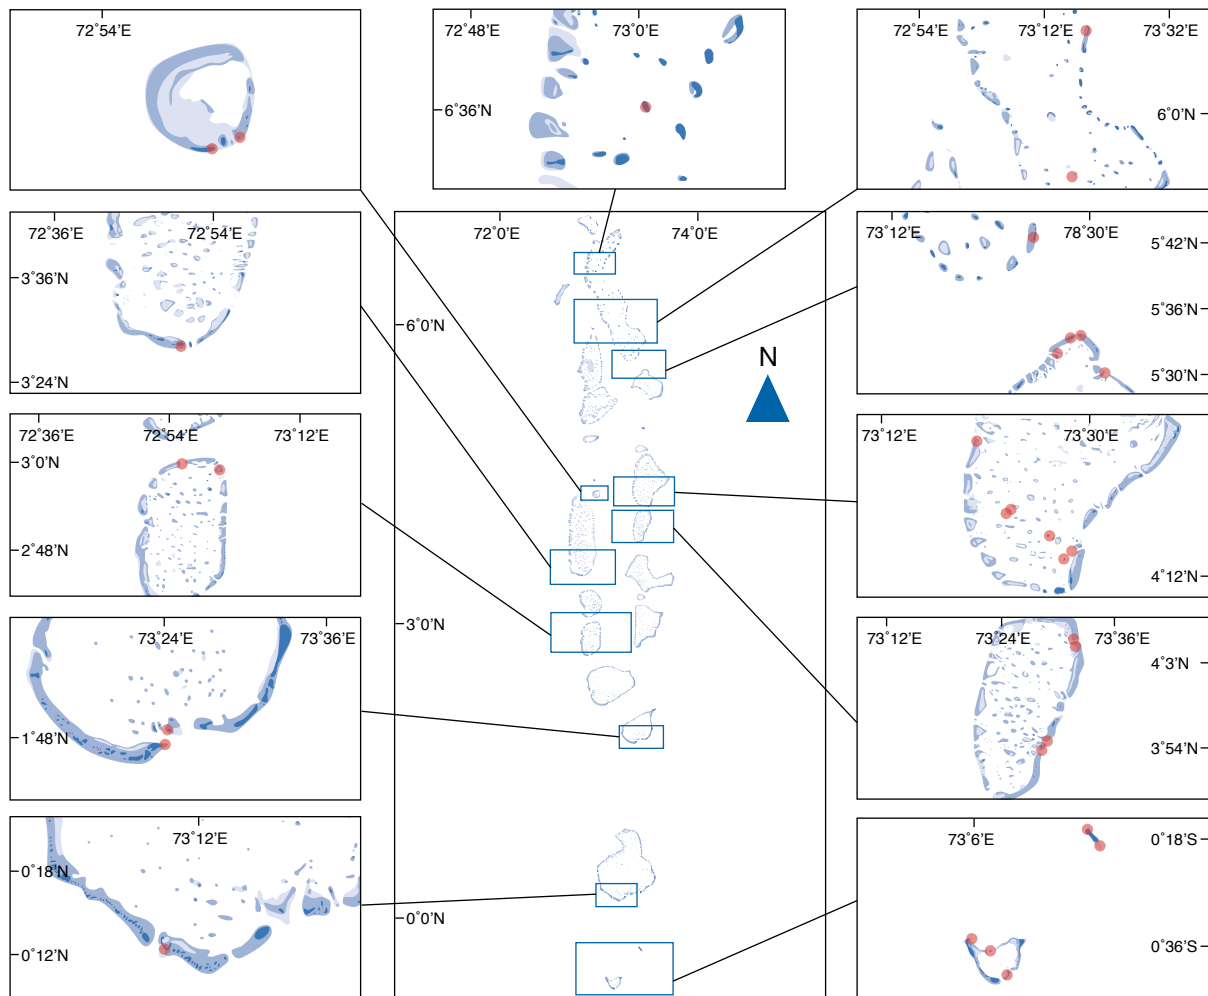 72˚54’E
72˚48’E 73˚0’E
6˚36’N
72˚54’E 73˚12’E 73˚32’E
6˚0’N
72˚36’E 72˚54’E
3˚36’N
3˚24’N
72˚0’E 74˚0’E
6˚0’N
N
3˚0’N
0˚0’N
73˚12’E 78˚30’E
5˚42’N
5˚36’N
5˚30’N
72˚36’E 72˚54’E 73˚12’E
3˚0’N
2˚48’N
73˚12’E 73˚30’E
4˚12’N
73˚24’E 73˚36’E
1˚48’N
73˚12’E 73˚24’E 73˚36’E
4˚3’N
3˚54’N
73˚12’E
0˚18’N
0˚12’N
73˚6’E
0˚18’S
0˚36’S